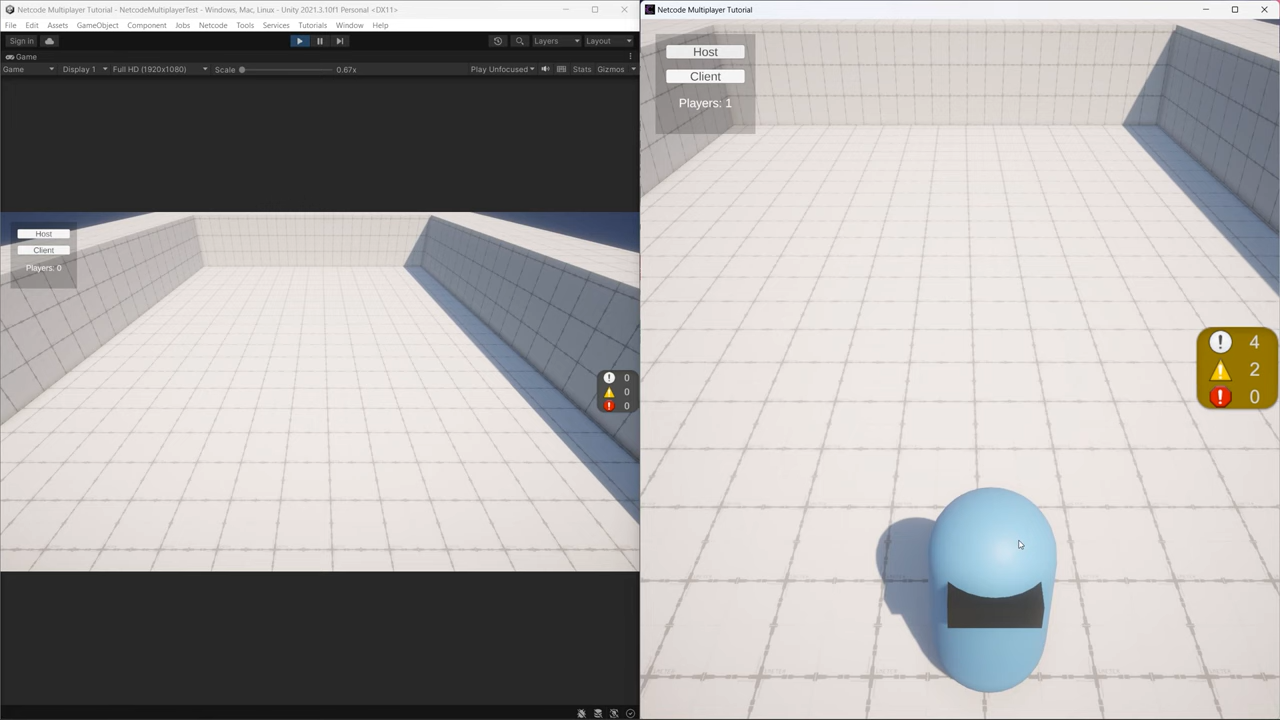 Netcode Multiplayer Tutorial - NetcodeMultiplayerTest - Windows, Mac, Linux - Unity 2021.3.10f1 Personal <DX11>
File Edit Assets GameObject Component Jobs Netcode Tools Services Tutorials Window Help
Sign in
Layers
Layout
Game
Game
Display 1
Full HD (1920x1080)
Scale
0.67x
Play Unfocused
Stats
Gizmos
Host
Client
Players: 0
0
0
0
Netcode Multiplayer Tutorial
Host
Client
Players: 1
4
2
0